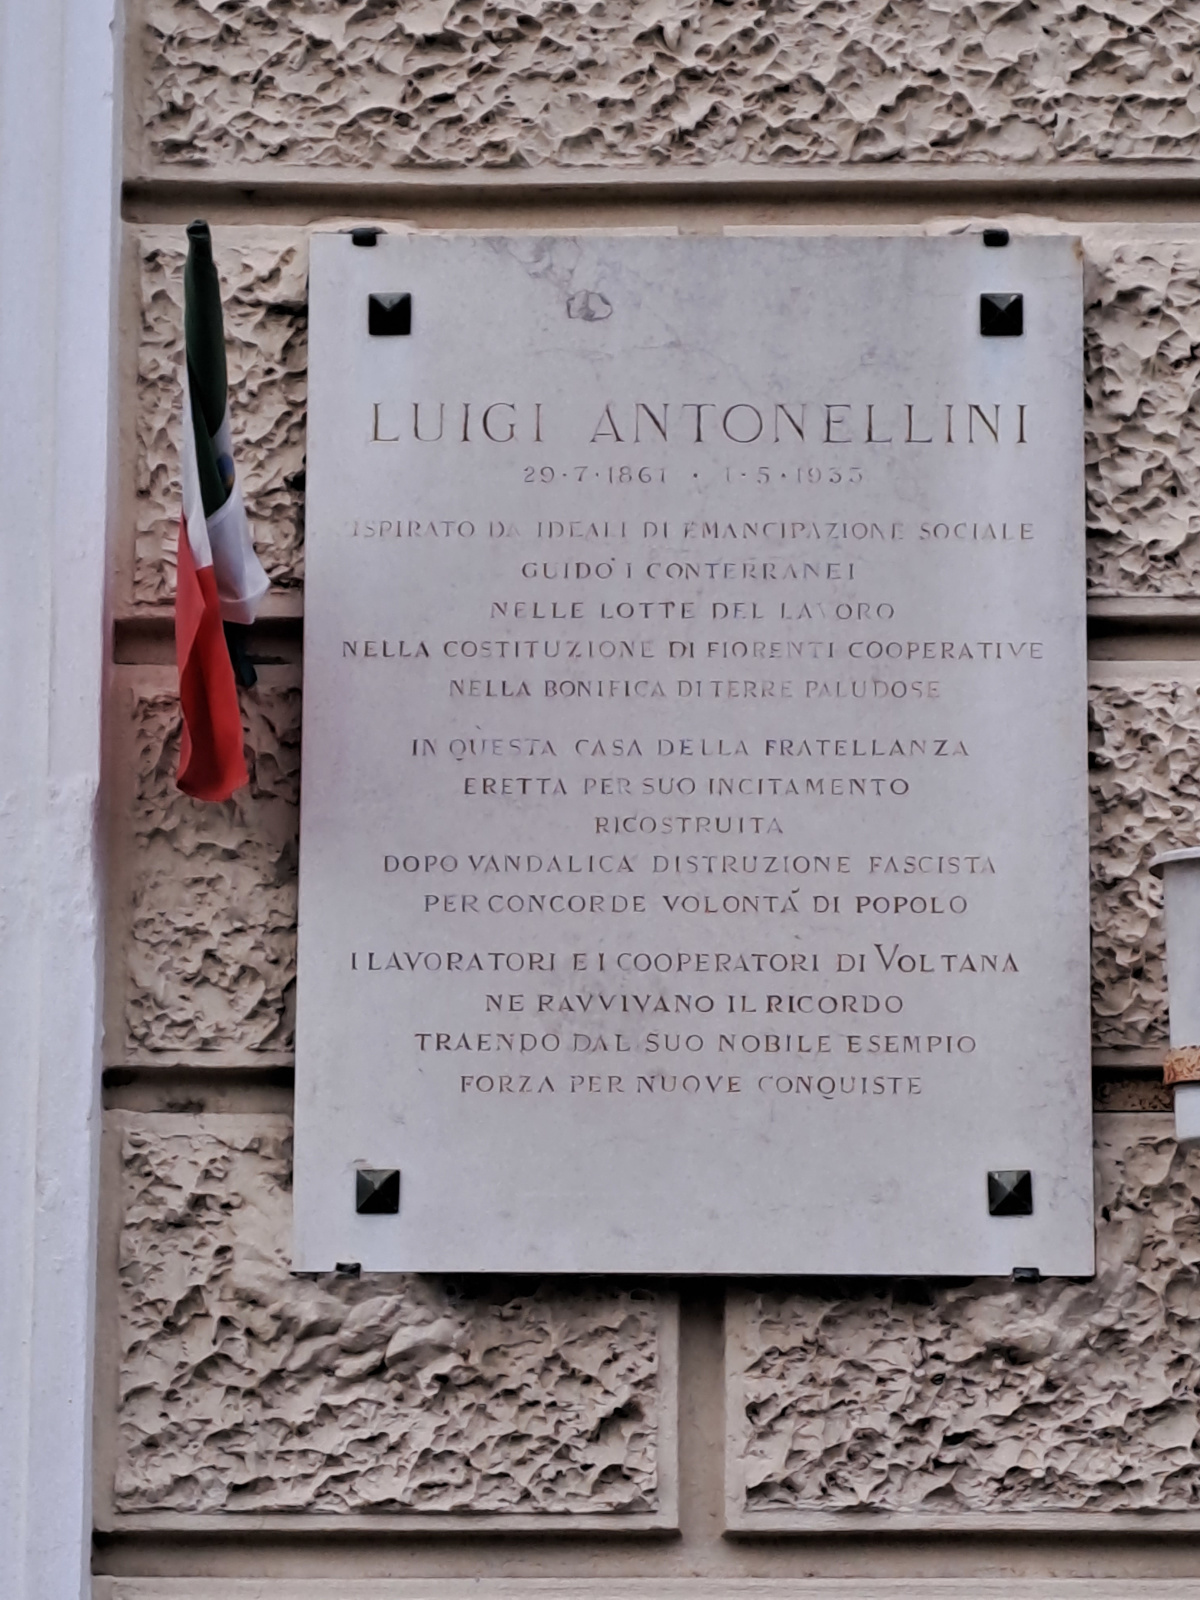 LUIGI ANTONELLINI
29·7·1861 · 1·5·1935
ISPIRATO DA IDEALI DI EMANCIPAZIONE SOCIALE
GUIDÒ I CONTERRANEI
NELLE LOTTE DEL LAVORO
NELLA COSTITUZIONE DI FIORENTI COOPERATIVE
NELLA BONIFICA DI TERRE PALUDOSE
IN QUESTA CASA DELLA FRATELLANZA
ERETTA PER SUO INCITAMENTO
RICOSTRUITA
DOPO VANDALICA DISTRUZIONE FASCISTA
PER CONCORDE VOLONTÁ DI POPOLO
I LAVORATORI E I COOPERATORI DI VOLTANA
NE RAVVIVANO IL RICORDO
TRAENDO DAL SUO NOBILE ESEMPIO
FORZA PER NUOVE CONQUISTE